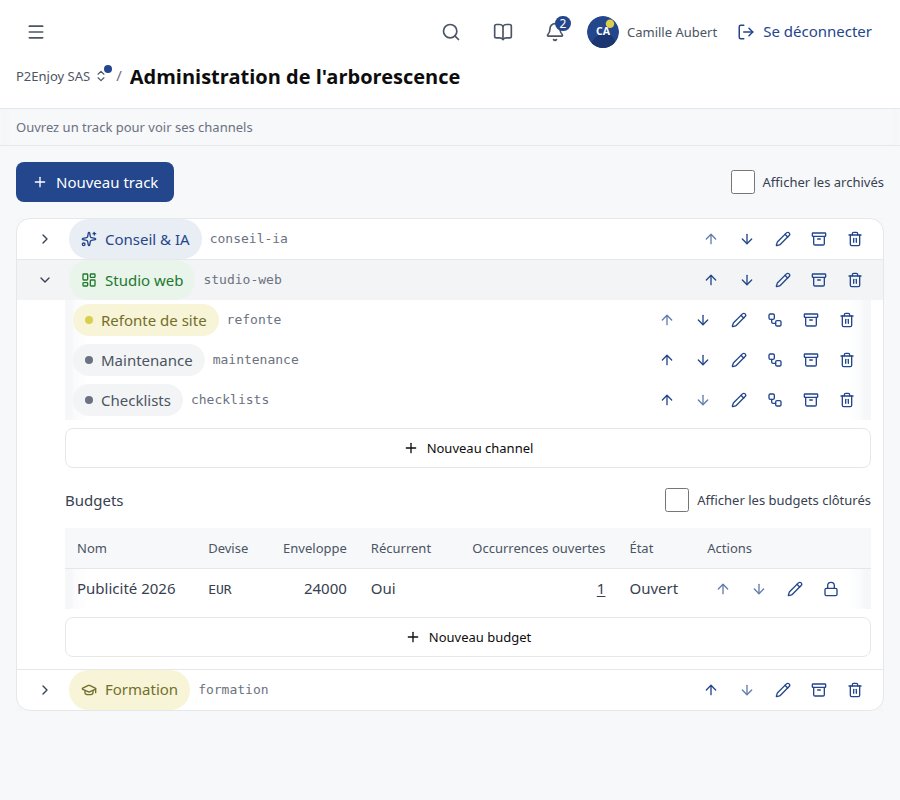 2
CA Camille Aubert Se déconnecter
P2Enjoy SAS / Administration de l'arborescence
Ouvrez un track pour voir ses channels
Nouveau track Afficher les archivés
Conseil & IA conseil-ia
Studio web studio-web
Refonte de site refonte
Maintenance maintenance
Checklists checklists
Nouveau channel
Budgets Afficher les budgets clôturés
Nom Devise Enveloppe Récurrent Occurrences ouvertes État Actions
Publicité 2026 EUR 24000 Oui 1 Ouvert
Nouveau budget
Formation formation